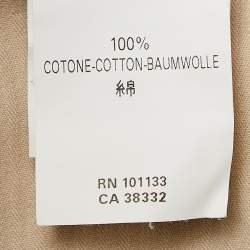 100%
COTONE-COTTON-BAUMWOLLE
綿
RN 101133
CA 38332